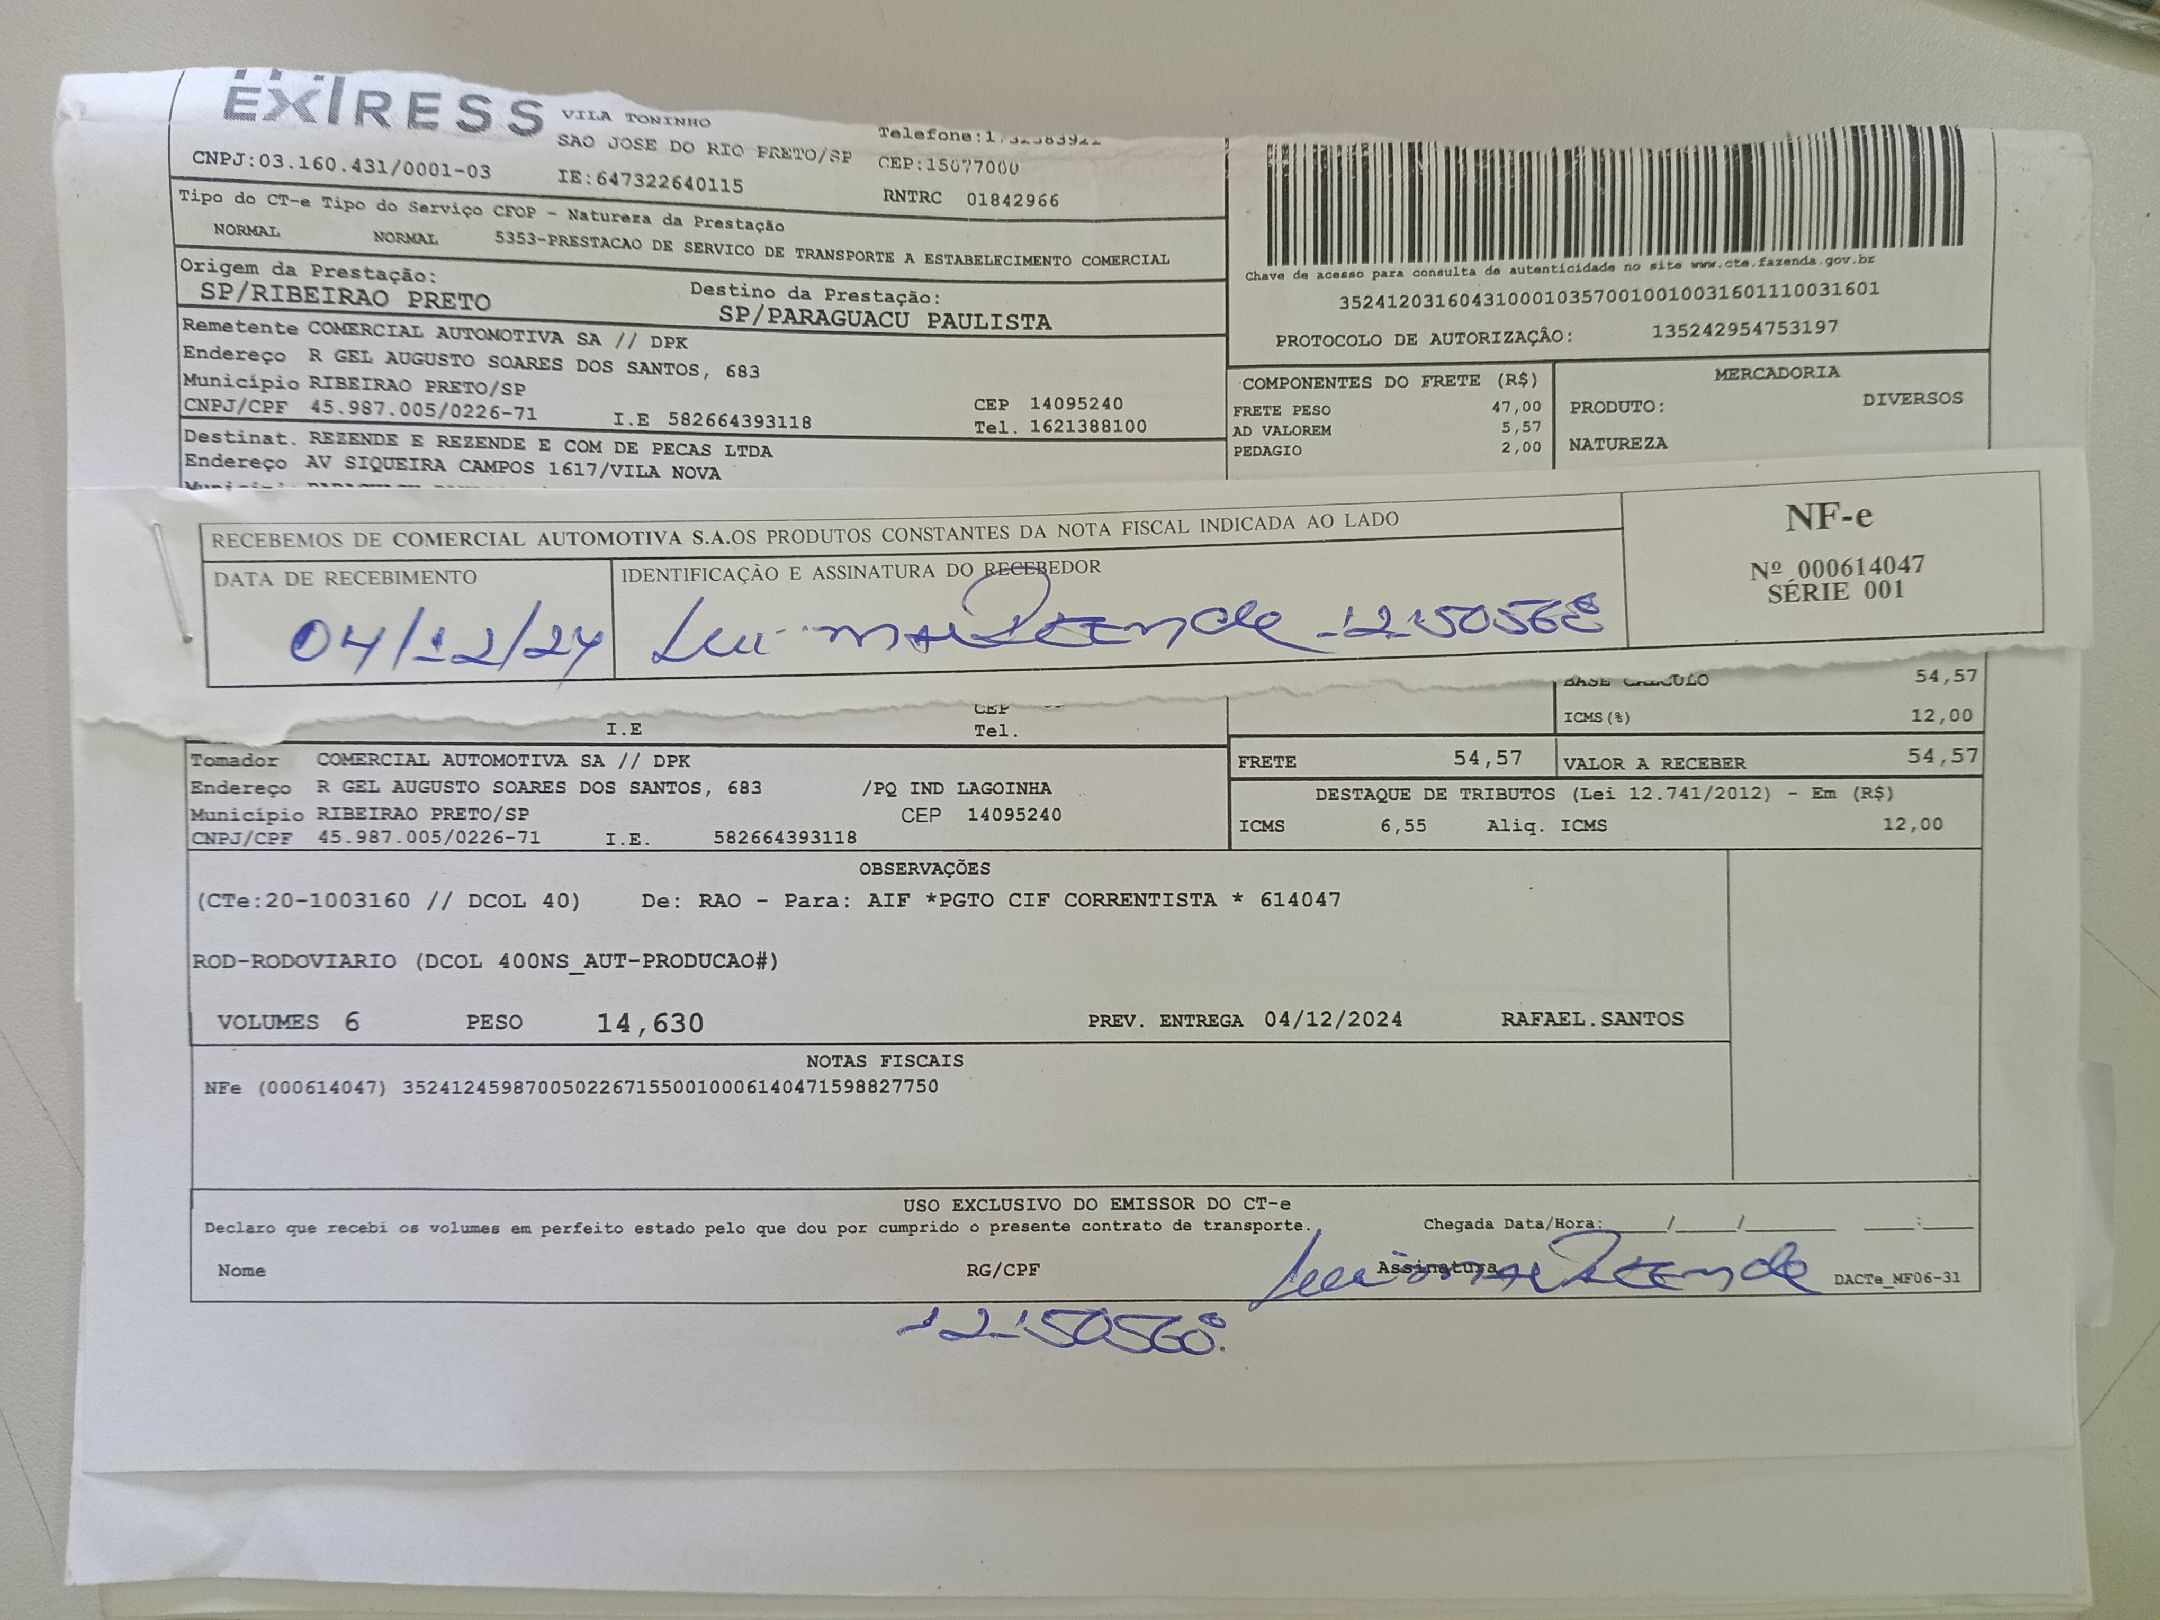 EXPRESS
VILA TONINHO
SAO JOSE DO RIO PRETO/SP
CNPJ:03.160.431/0001-03
IE:647322640115
Telefone:
CEP:15077000
RNTRC 01842966
Tipo do CT-e Tipo do Serviço CFOP - Natureza da Prestação
NORMAL NORMAL 5353-PRESTACAO DE SERVICO DE TRANSPORTE A ESTABELECIMENTO COMERCIAL
Origem da Prestação:
SP/RIBEIRAO PRETO
Destino da Prestação:
SP/PARAGUACU PAULISTA
Remetente COMERCIAL AUTOMOTIVA SA // DPK
Endereço R GEL AUGUSTO SOARES DOS SANTOS, 683
Município RIBEIRAO PRETO/SP
CNPJ/CPF 45.987.005/0226-71 I.E 582664393118
CEP 14095240
Tel. 1621388100
Destinat. REZENDE E REZENDE E COM DE PECAS LTDA
Endereço AV SIQUEIRA CAMPOS 1617/VILA NOVA
Chave de acesso para consulta de autenticidade no site www.cte.fazenda.gov.br
35241203160431000103570010010031601110031601
PROTOCOLO DE AUTORIZAÇÃO: 135242954753197
COMPONENTES DO FRETE (R$)
FRETE PESO 47,00
AD VALOREM 5,57
PEDAGIO 2,00
MERCADORIA
PRODUTO: DIVERSOS
NATUREZA
RECEBEMOS DE COMERCIAL AUTOMOTIVA S.A.OS PRODUTOS CONSTANTES DA NOTA FISCAL INDICADA AO LADO
DATA DE RECEBIMENTO
04/12/24
IDENTIFICAÇÃO E ASSINATURA DO RECEBEDOR
NF-e
Nº 000614047
SÉRIE 001
BASE CALCULO 54,57
ICMS(%) 12,00
I.E
CEP
Tel.
Tomador COMERCIAL AUTOMOTIVA SA // DPK
Endereço R GEL AUGUSTO SOARES DOS SANTOS, 683 /PQ IND LAGOINHA
Município RIBEIRAO PRETO/SP CEP 14095240
CNPJ/CPF 45.987.005/0226-71 I.E. 582664393118
FRETE 54,57
VALOR A RECEBER 54,57
DESTAQUE DE TRIBUTOS (Lei 12.741/2012) - Em (R$)
ICMS 6,55 Aliq. ICMS 12,00
OBSERVAÇÕES
(CTe:20-1003160 // DCOL 40) De: RAO - Para: AIF *PGTO CIF CORRENTISTA * 614047
ROD-RODOVIARIO (DCOL 400NS_AUT-PRODUCAO#)
VOLUMES 6 PESO 14,630 PREV. ENTREGA 04/12/2024 RAFAEL.SANTOS
NOTAS FISCAIS
NFe (000614047) 35241245987005022671550010006140471598827750
USO EXCLUSIVO DO EMISSOR DO CT-e
Declaro que recebi os volumes em perfeito estado pelo que dou por cumprido o presente contrato de transporte. Chegada Data/Hora: / / :
Nome RG/CPF Assinatura DACTe_MF06-31